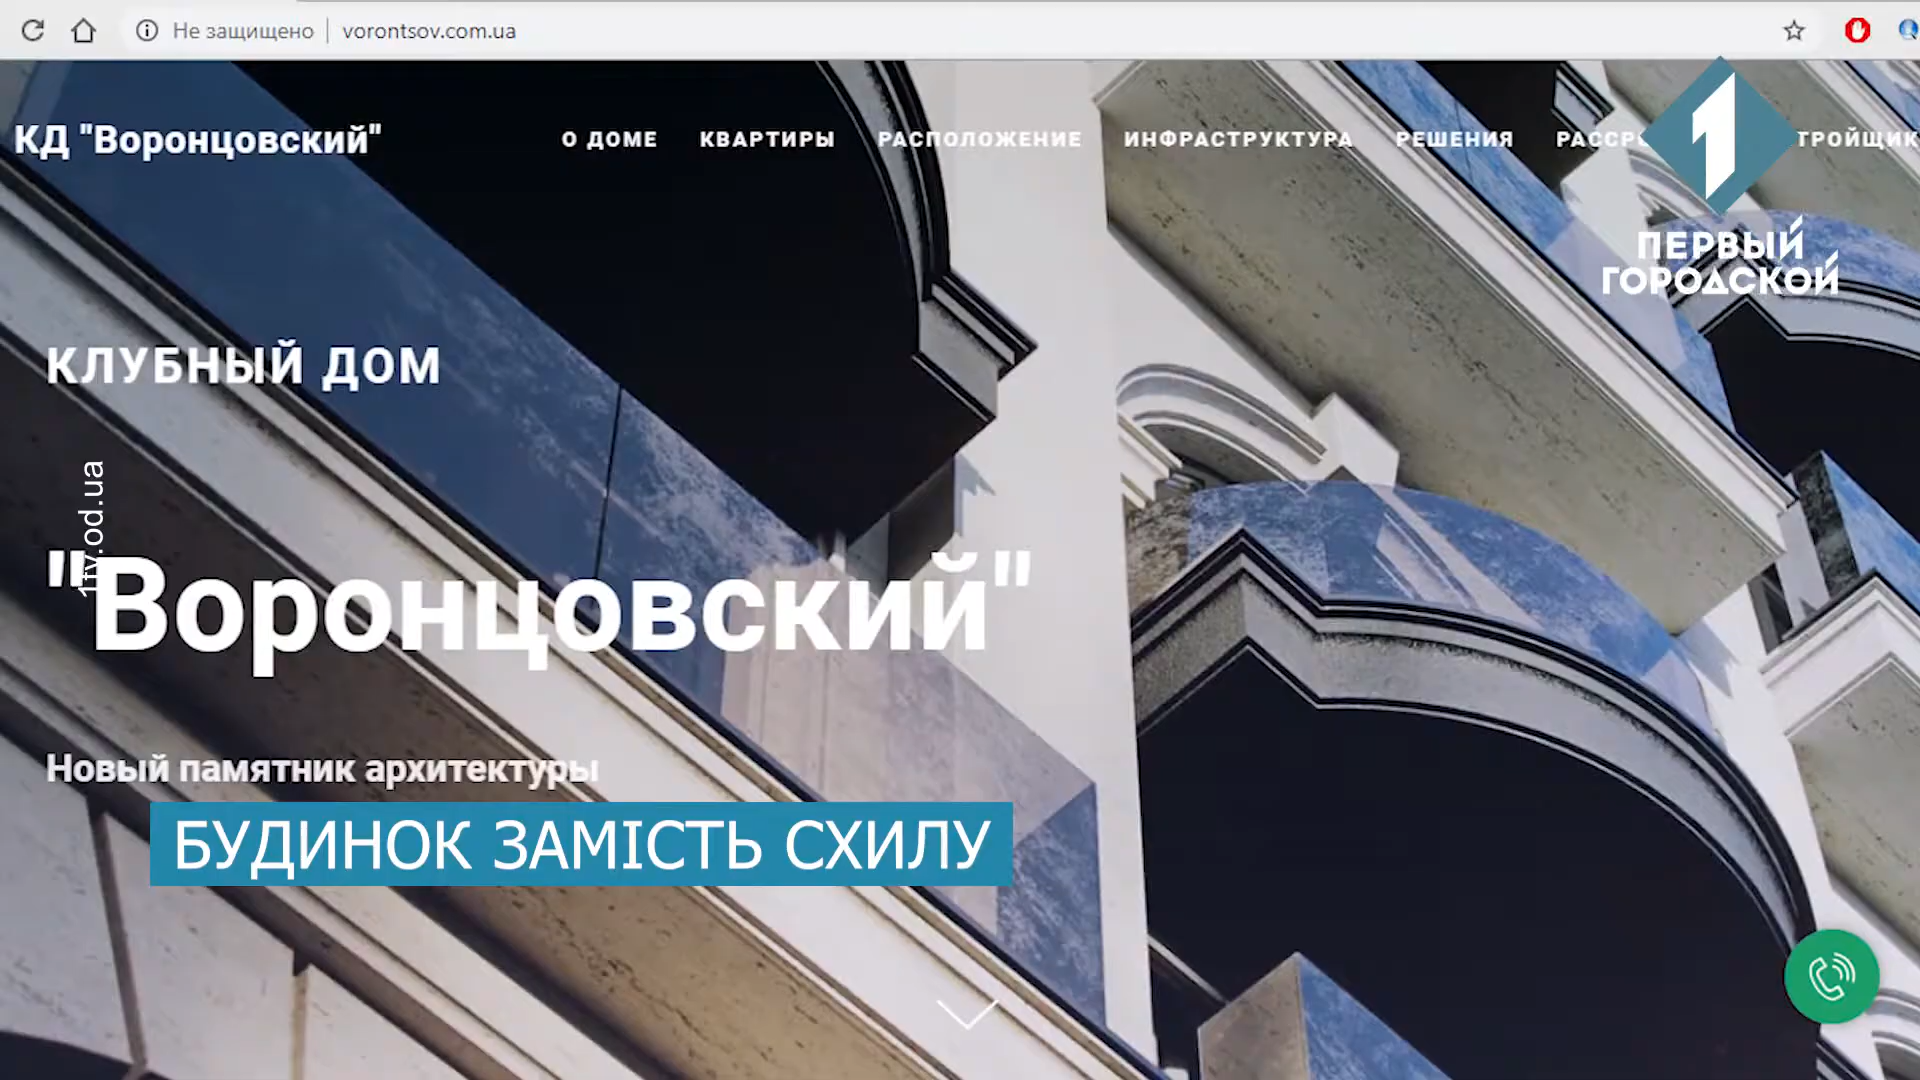 Не защищено
vorontsov.com.ua
КД "Воронцовский"
О ДОМЕ
КВАРТИРЫ
РАСПОЛОЖЕНИЕ
ИНФРАСТРУКТУРА
РЕШЕНИЯ
1
ПЕРВЫЙ
ГОРОДСКОЙ
КЛУБНЫЙ ДОМ
1tv.od.ua
"Воронцовский"
Новый памятник архитектуры
БУДИНОК ЗАМІСТЬ СХИЛУ